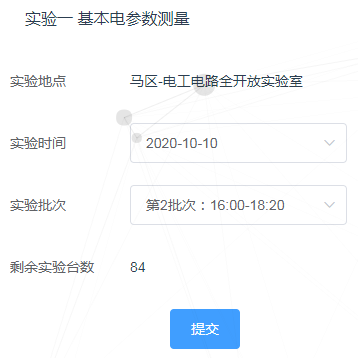 实验一 基本电参数测量
实验地点 马区-电工电路全开放实验室
实验时间 2020-10-10
实验批次 第2批次：16:00-18:20
剩余实验台数 84
提交